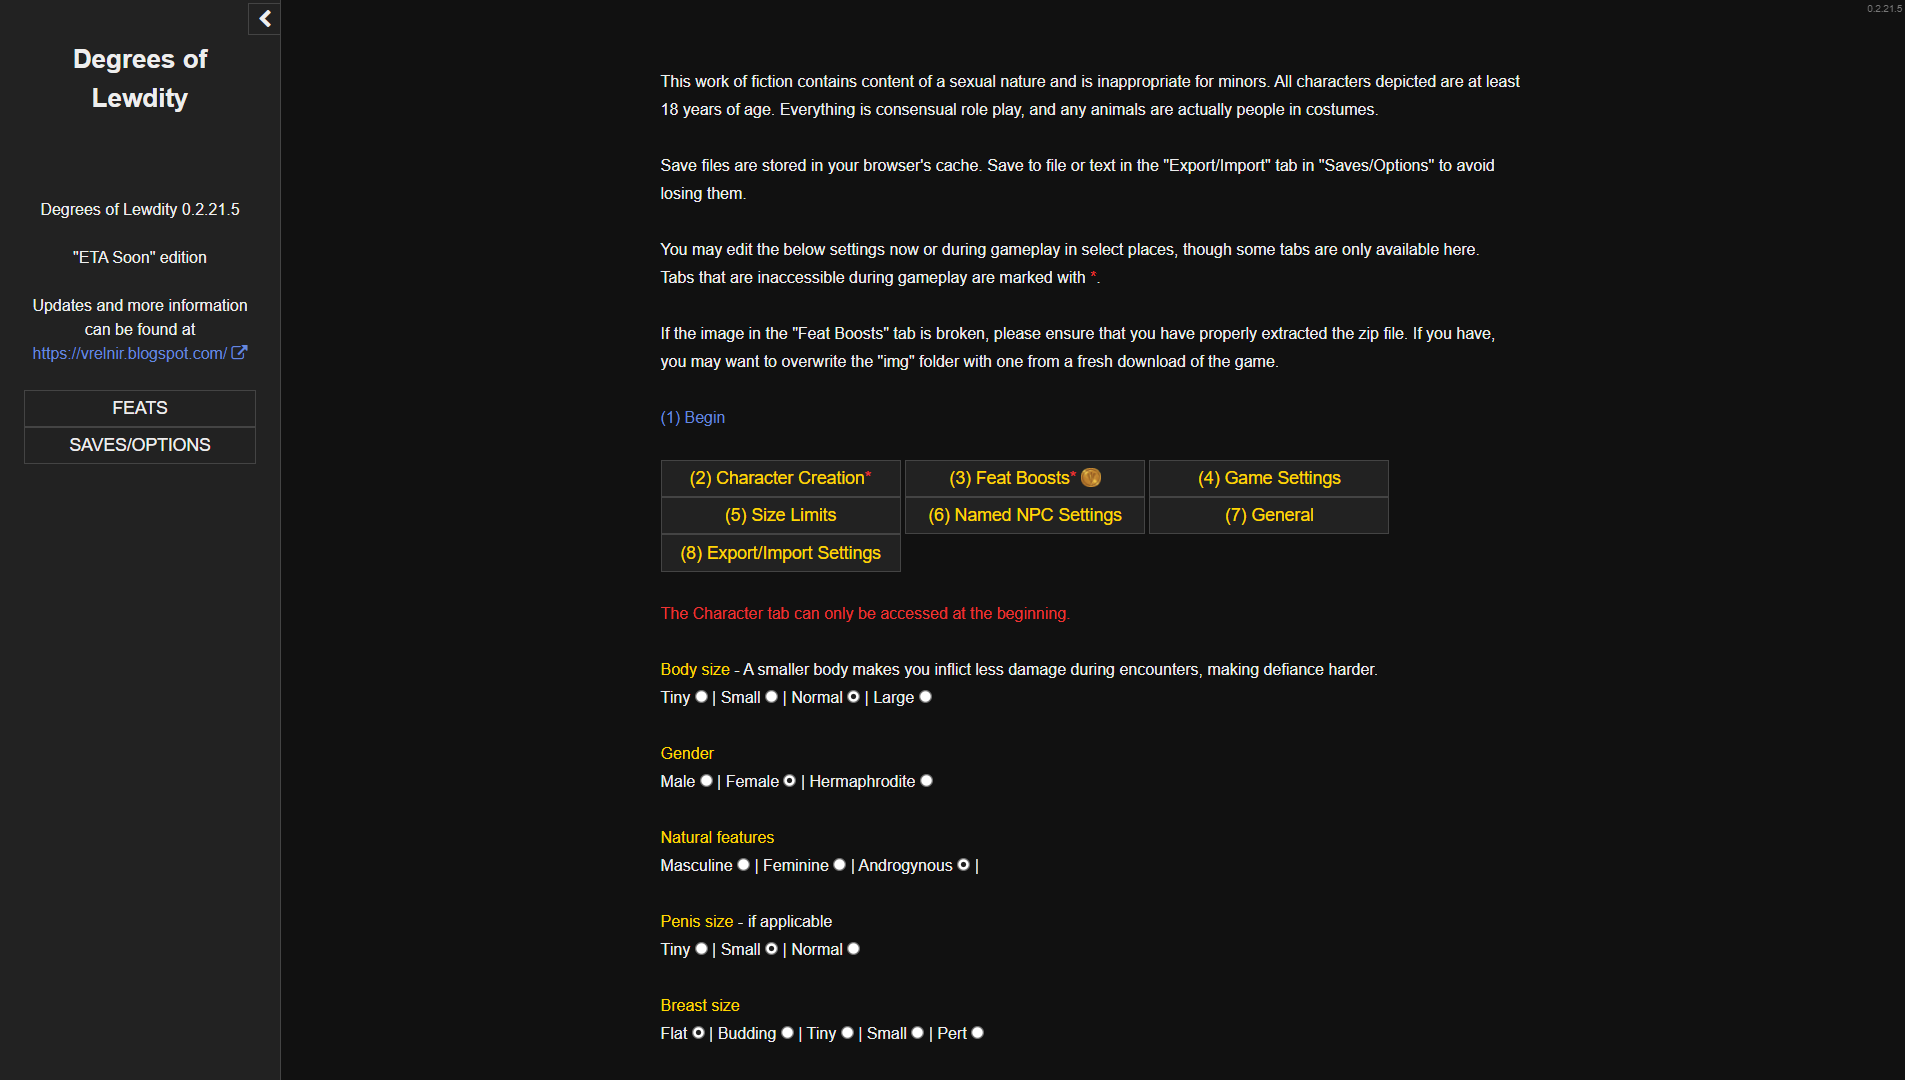 0.2.21.5
Degrees of
Lewdity
Degrees of Lewdity 0.2.21.5
"ETA Soon" edition
Updates and more information
can be found at
https://vrelnir.blogspot.com/
FEATS
SAVES/OPTIONS
This work of fiction contains content of a sexual nature and is inappropriate for minors. All characters depicted are at least
18 years of age. Everything is consensual role play, and any animals are actually people in costumes.
Save files are stored in your browser's cache. Save to file or text in the "Export/Import" tab in "Saves/Options" to avoid
losing them.
You may edit the below settings now or during gameplay in select places, though some tabs are only available here.
Tabs that are inaccessible during gameplay are marked with *.
If the image in the "Feat Boosts" tab is broken, please ensure that you have properly extracted the zip file. If you have,
you may want to overwrite the "img" folder with one from a fresh download of the game.
(1) Begin
(2) Character Creation* (3) Feat Boosts* (4) Game Settings
(5) Size Limits (6) Named NPC Settings (7) General
(8) Export/Import Settings
The Character tab can only be accessed at the beginning.
Body size - A smaller body makes you inflict less damage during encounters, making defiance harder.
Tiny | Small | Normal | Large
Gender
Male | Female | Hermaphrodite
Natural features
Masculine | Feminine | Androgynous |
Penis size - if applicable
Tiny | Small | Normal
Breast size
Flat | Budding | Tiny | Small | Pert